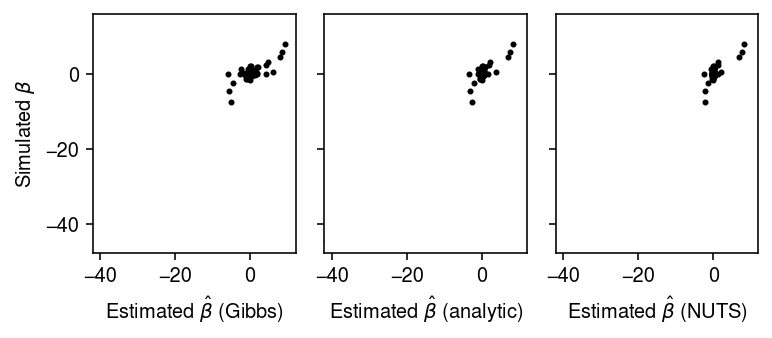 Simulated β
0
−20
−40
−40 −20 0
−40 −20 0
−40 −20 0
Estimated β̂ (Gibbs)
Estimated β̂ (analytic)
Estimated β̂ (NUTS)